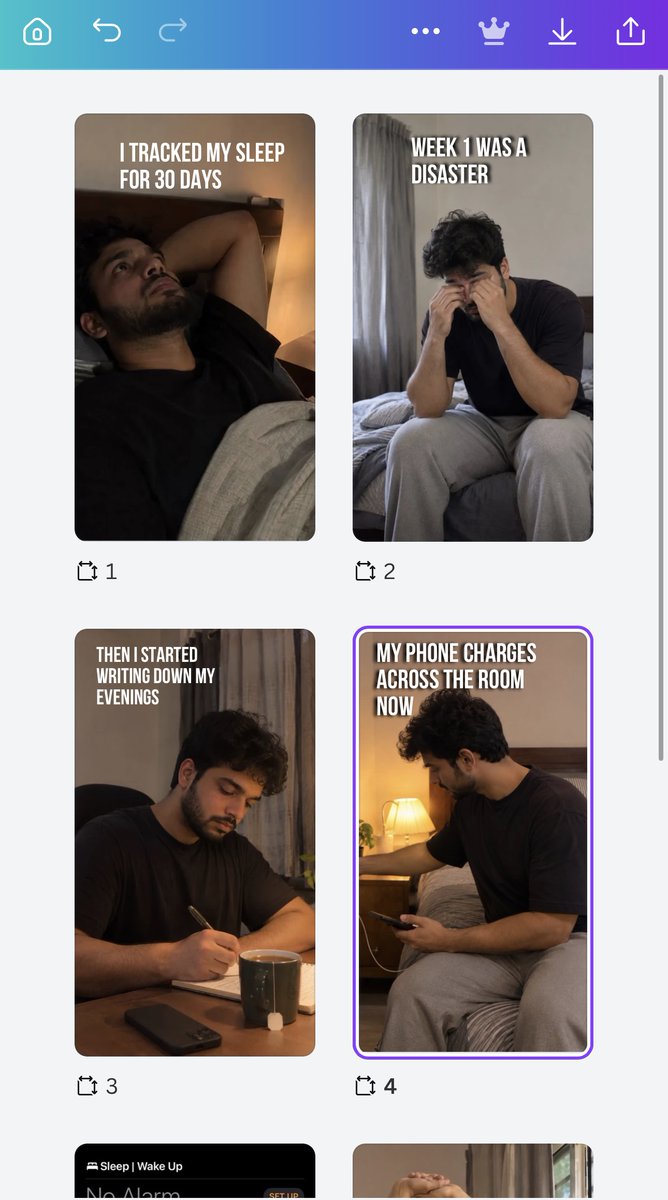 I TRACKED MY SLEEP
FOR 30 DAYS
WEEK 1 WAS A
DISASTER
1
2
THEN I STARTED
WRITING DOWN MY
EVENINGS
MY PHONE CHARGES
ACROSS THE ROOM
NOW
3
4
Sleep | Wake Up
No Alarm
SET UP